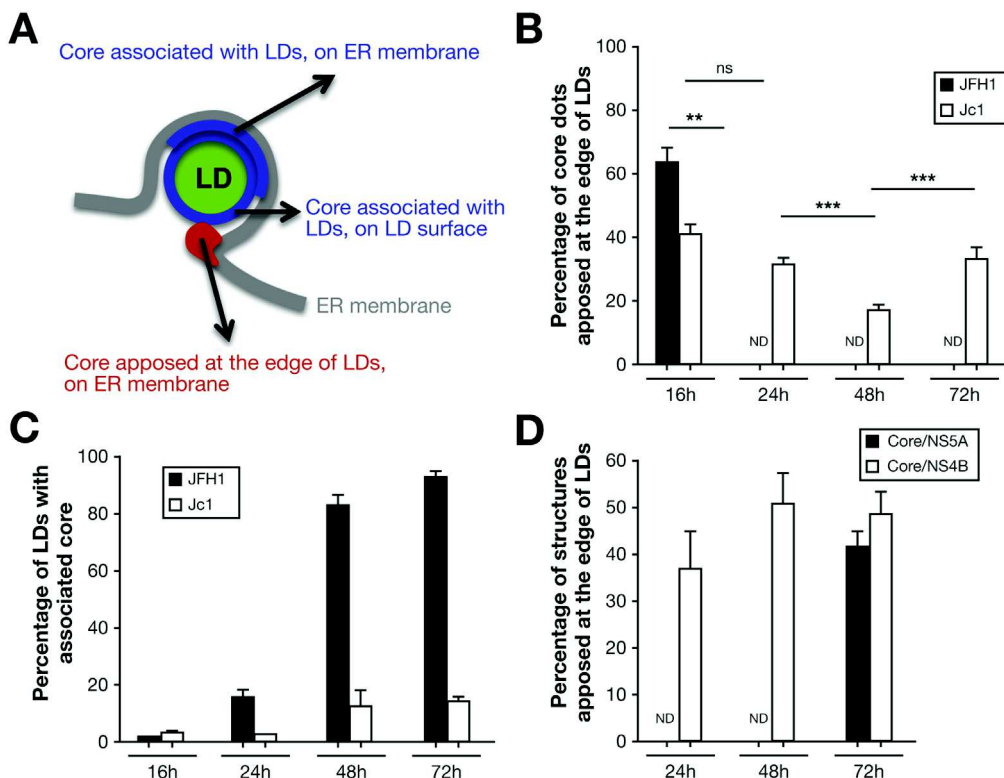 A
Core associated with LDs, on ER membrane
LD
Core associated with
LDs, on LD surface
ER membrane
Core apposed at the edge of LDs,
on ER membrane
B
Percentage of core dots
apposed at the edge of LDs
100
80
60
40
20
0
JFH1
Jc1
ns
**
***
***
ND
ND
ND
16h
24h
48h
72h
C
Percentage of LDs with
associated core
100
80
60
40
20
0
JFH1
Jc1
16h
24h
48h
72h
D
Percentage of structures
apposed at the edge of LDs
60
50
40
30
20
10
0
Core/NS5A
Core/NS4B
ND
ND
24h
48h
72h